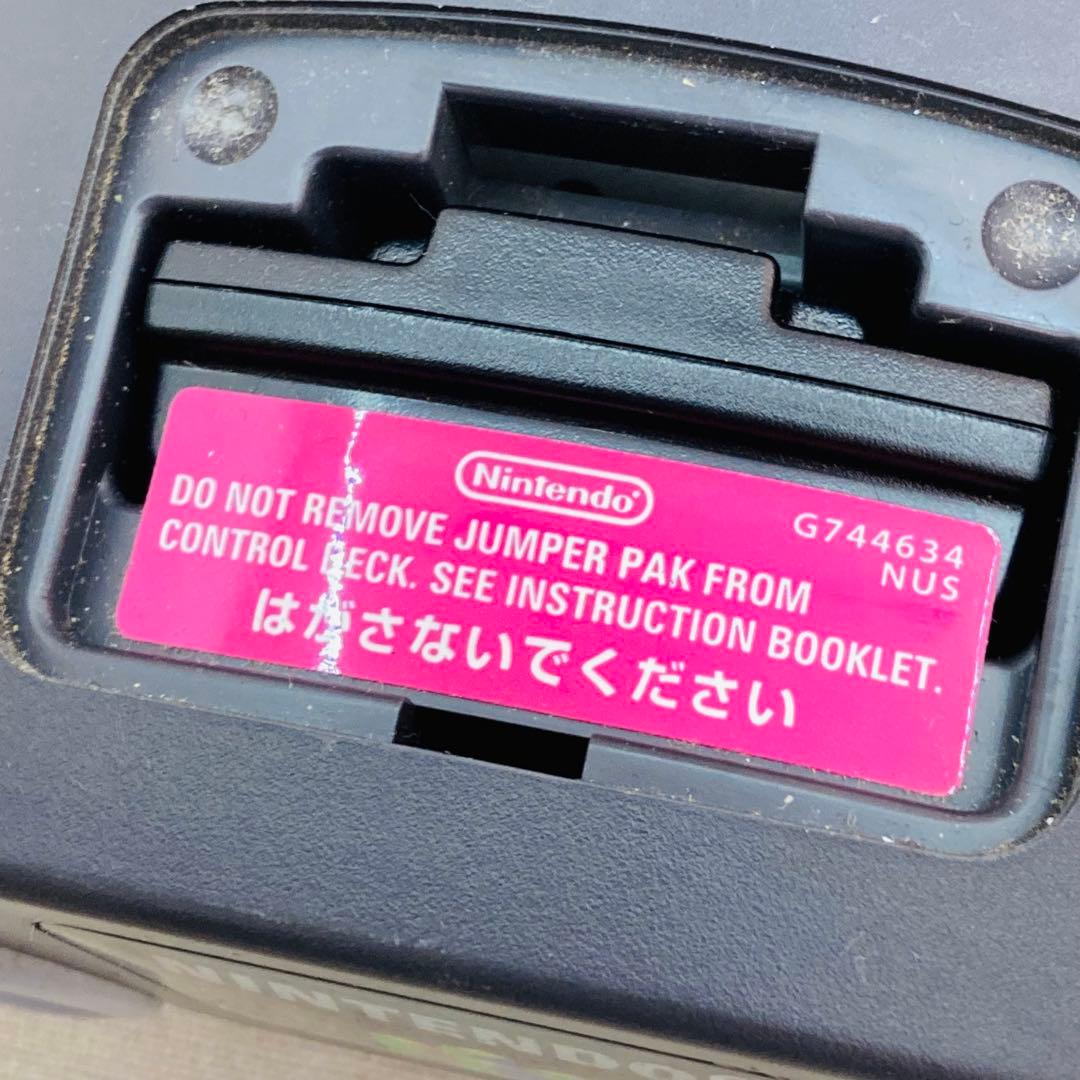 Nintendo
G744634
NUS
DO NOT REMOVE JUMPER PAK FROM
CONTROL DECK. SEE INSTRUCTION BOOKLET.
はがさないでください
NINTENDO